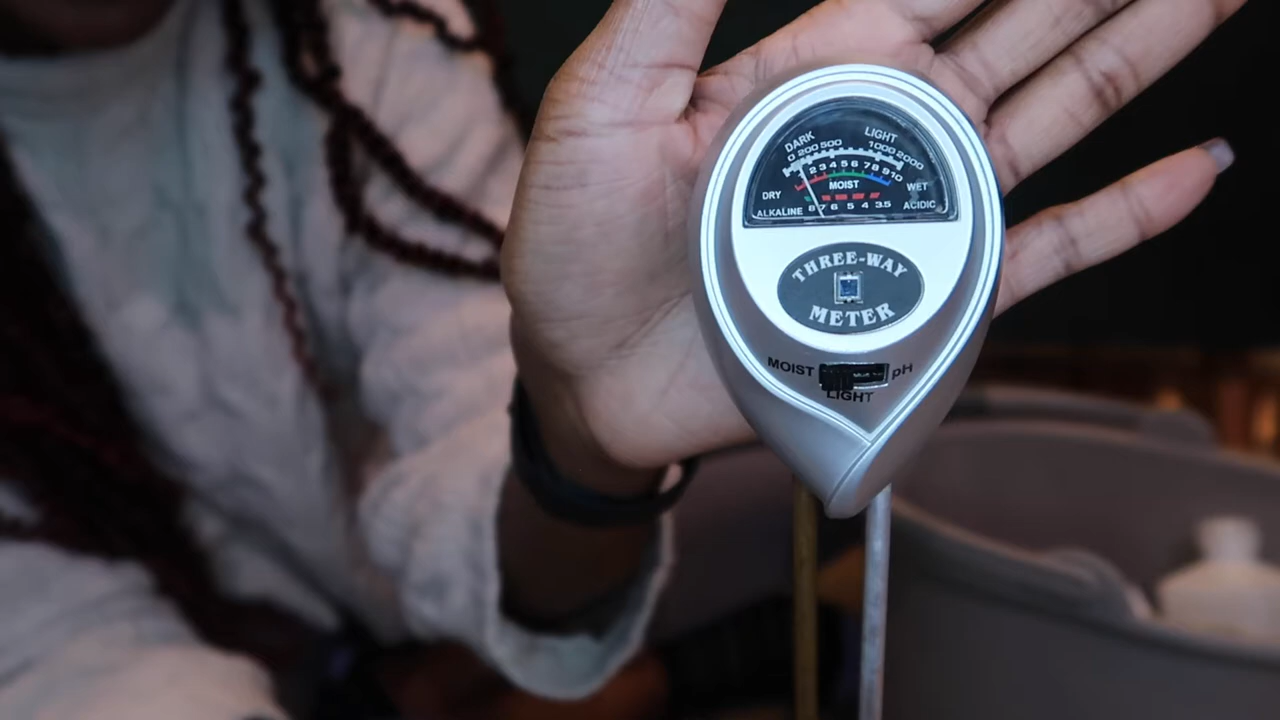 DARK LIGHT
0 200 500 1000 2000
2 3 4 5 6 7 8 9 10
DRY MOIST WET
ALKALINE 8 7 6 5 4 3.5 ACIDIC
THREE-WAY
METER
MOIST pH
LIGHT